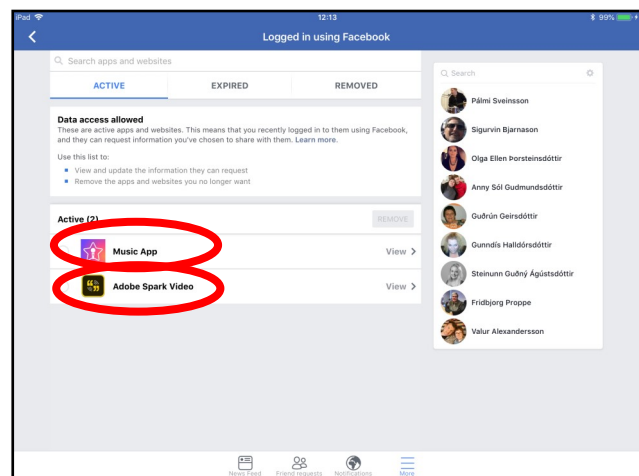 iPad 12:13 99%
Logged in using Facebook
Search apps and websites
ACTIVE EXPIRED REMOVED
Data access allowed
These are active apps and websites. This means that you recently logged in to them using Facebook,
and they can request information you've chosen to share with them. Learn more.
Use this list to:
View and update the information they can request
Remove the apps and websites you no longer want
Active (2) REMOVE
Music App View
Adobe Spark Video View
Search
Pálmi Sveinsson
Sigurvin Bjarnason
Olga Ellen Þorsteinsdóttir
Anny Sól Gudmundsdóttir
Guðrún Geirsdóttir
Gunndís Halldórsdóttir
Steinunn Guðný Ágústsdóttir
Fridbjorg Proppe
Valur Alexandersson
News Feed Friend requests Notifications More